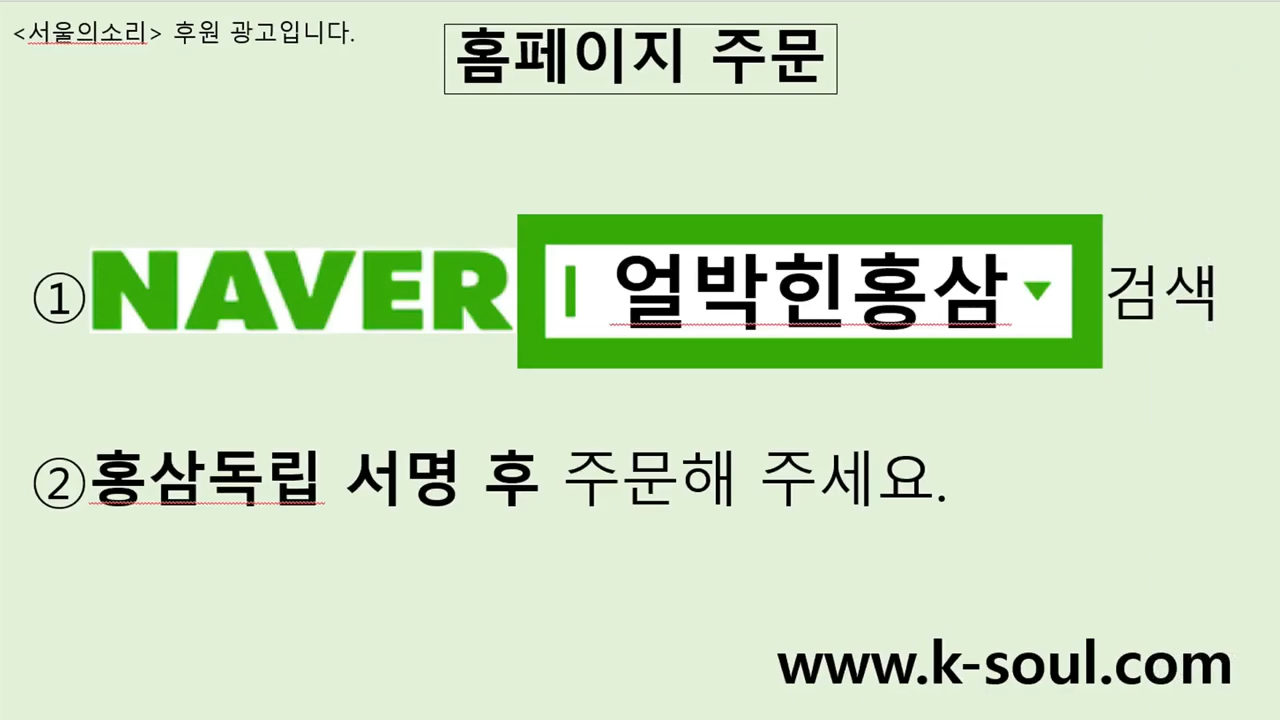 <서울의소리> 후원 광고입니다.
홈페이지 주문
①NAVER 얼박힌홍삼 검색
②홍삼독립 서명 후 주문해 주세요.
www.k-soul.com